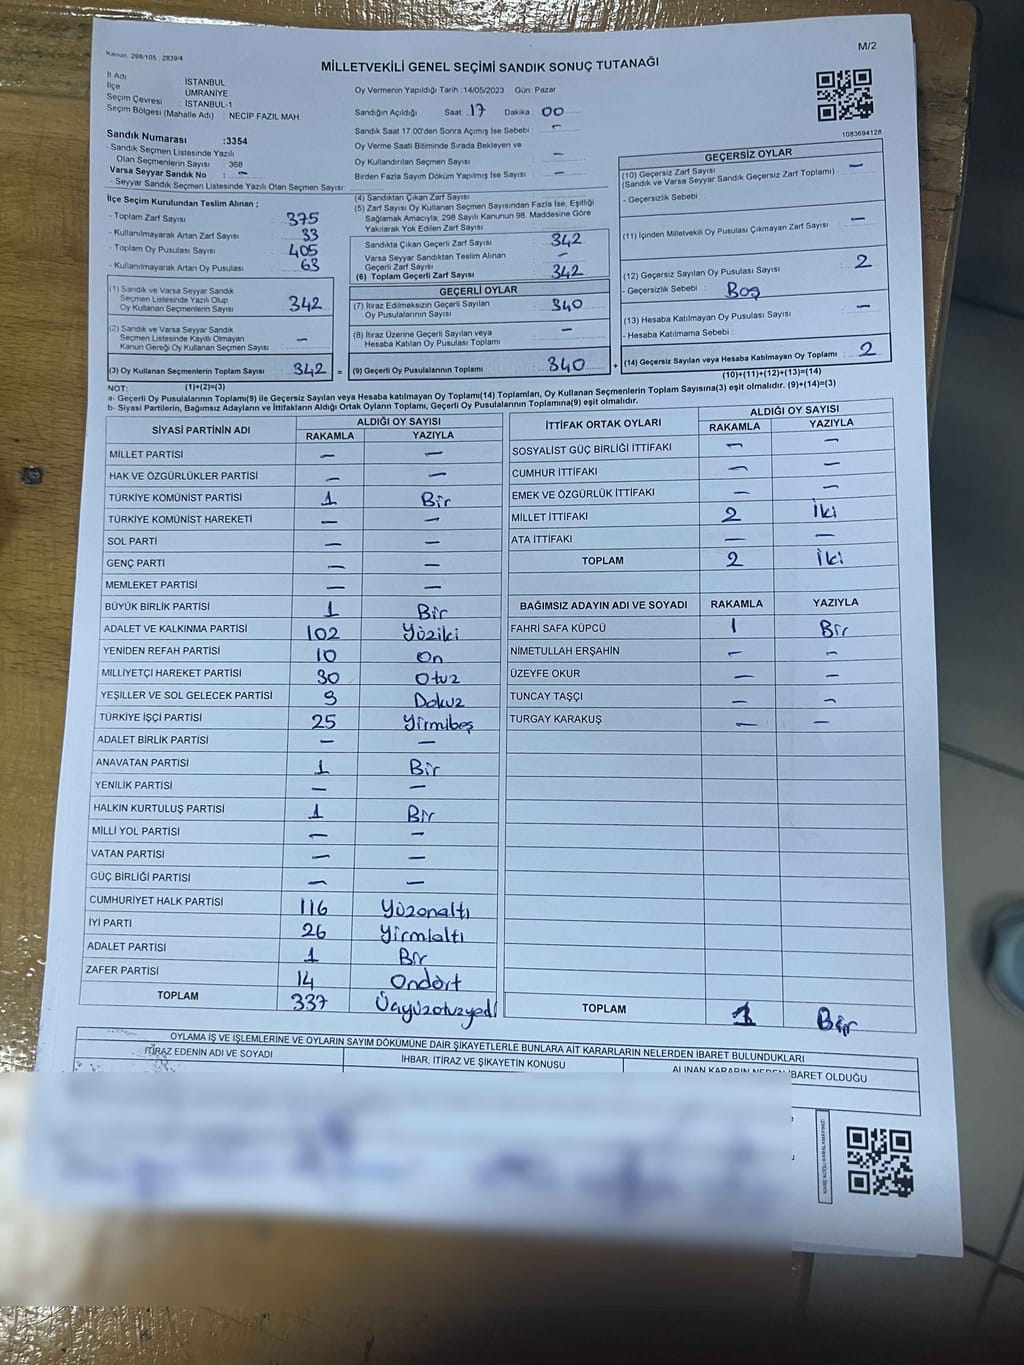 Kanun: 298/105, 2839/4
M/2
MİLLETVEKİLİ GENEL SEÇİMİ SANDIK SONUÇ TUTANAĞI
İl Adı : İSTANBUL
İlçe : ÜMRANİYE
Seçim Çevresi : İSTANBUL-1
Seçim Bölgesi (Mahalle Adı) : NECİP FAZIL MAH
Sandık Numarası :3354
- Sandık Seçmen Listesinde Yazılı
Olan Seçmenlerin Sayısı : 368
Varsa Seyyar Sandık No : –
- Seyyar Sandık Seçmen Listesinde Yazılı Olan Seçmen Sayısı:
Oy Vermenin Yapıldığı Tarih :14/05/2023 Gün: Pazar
Sandığın Açıldığı Saat: 17 Dakika: 00
Sandık Saat 17.00'den Sonra Açımış İse Sebebi : –
Oy Verme Saati Bitiminde Sırada Bekleyen ve
Oy Kullandırılan Seçmen Sayısı –
Birden Fazla Sayım Döküm Yapılmış İse Sayısı : –
1083694128
İlçe Seçim Kurulundan Teslim Alınan ;
- Toplam Zarf Sayısı : 375
- Kullanılmayarak Artan Zarf Sayısı : 33
- Toplam Oy Pusulası Sayısı : 405
- Kullanılmayarak Artan Oy Pusulası : 63
(1) Sandık ve Varsa Seyyar Sandık
Seçmen Listesinde Yazılı Olup
Oy Kullanan Seçmenlerin Sayısı : 342
(2) Sandık ve Varsa Seyyar Sandık
Seçmen Listesinde Kayıtlı Olmayan
Kanun Gereği Oy Kullanan Seçmen Sayısı : –
(3) Oy Kullanan Seçmenlerin Toplam Sayısı : 342 =
(4) Sandıktan Çıkan Zarf Sayısı
(5) Zarf Sayısı Oy Kullanan Seçmen Sayısından Fazla İse, Eşitliği
Sağlamak Amacıyla; 298 Sayılı Kanunun 98. Maddesine Göre
Yakılarak Yok Edilen Zarf Sayısı :
Sandıkta Çıkan Geçerli Zarf Sayısı 342
Varsa Seyyar Sandıktan Teslim Alınan
Geçerli Zarf Sayısı –
(6) Toplam Geçerli Zarf Sayısı 342
GEÇERLİ OYLAR
(7) İtiraz Edilmeksizin Geçerli Sayılan
Oy Pusulalarının Sayısı 340
(8) İtiraz Üzerine Geçerli Sayılan veya
Hesaba Katılan Oy Pusulası Toplamı –
(9) Geçerli Oy Pusulalarının Toplamı 340 +
GEÇERSİZ OYLAR
(10) Geçersiz Zarf Sayısı –
(Sandık ve Varsa Seyyar Sandık Geçersiz Zarf Toplamı) :
- Geçersizlik Sebebi :
(11) İçinden Milletvekili Oy Pusulası Çıkmayan Zarf Sayısı –
(12) Geçersiz Sayılan Oy Pusulası Sayısı : 2
- Geçersizlik Sebebi : Boş
(13) Hesaba Katılmayan Oy Pusulası Sayısı : –
- Hesaba Katılmama Sebebi :
(14) Geçersiz Sayılan veya Hesaba Katılmayan Oy Toplamı : 2
NOT: (1)+(2)=(3) (10)+(11)+(12)+(13)=(14)
a- Geçerli Oy Pusulalarının Toplamı(9) ile Geçersiz Sayılan veya Hesaba katılmayan Oy Toplamı(14) Toplamları, Oy Kullanan Seçmenlerin Toplam Sayısına(3) eşit olmalıdır. (9)+(14)=(3)
b- Siyasi Partilerin, Bağımsız Adayların ve İttifakların Aldığı Ortak Oyların Toplamı, Geçerli Oy Pusulalarının Toplamına(9) eşit olmalıdır.
SİYASİ PARTİNİN ADI ALDIĞI OY SAYISI
RAKAMLA YAZIYLA
MİLLET PARTİSİ – –
HAK VE ÖZGÜRLÜKLER PARTİSİ – –
TÜRKİYE KOMÜNİST PARTİSİ 1 Bir
TÜRKİYE KOMÜNİST HAREKETİ – –
SOL PARTİ – –
GENÇ PARTİ – –
MEMLEKET PARTİSİ – –
BÜYÜK BİRLİK PARTİSİ 1 Bir
ADALET VE KALKINMA PARTİSİ 102 Yüziki
YENİDEN REFAH PARTİSİ 10 On
MİLLİYETÇİ HAREKET PARTİSİ 30 Otuz
YEŞİLLER VE SOL GELECEK PARTİSİ 9 Dokuz
TÜRKİYE İŞÇİ PARTİSİ 25 Yirmibeş
ADALET BİRLİK PARTİSİ – –
ANAVATAN PARTİSİ 1 Bir
YENİLİK PARTİSİ – –
HALKIN KURTULUŞ PARTİSİ 1 Bir
MİLLİ YOL PARTİSİ – –
VATAN PARTİSİ – –
GÜÇ BİRLİĞİ PARTİSİ – –
CUMHURİYET HALK PARTİSİ 116 Yüzonaltı
İYİ PARTİ 26 Yirmialtı
ADALET PARTİSİ 1 Bir
ZAFER PARTİSİ 14 Ondört
TOPLAM 337 Üçyüzotuzyedi
İTTİFAK ORTAK OYLARI ALDIĞI OY SAYISI
RAKAMLA YAZIYLA
SOSYALİST GÜÇ BİRLİĞİ İTTİFAKI – –
CUMHUR İTTİFAKI – –
EMEK VE ÖZGÜRLÜK İTTİFAKI – –
MİLLET İTTİFAKI 2 İki
ATA İTTİFAKI – –
TOPLAM 2 İki
BAĞIMSIZ ADAYIN ADI VE SOYADI RAKAMLA YAZIYLA
FAHRİ SAFA KÜPCÜ 1 Bir
NİMETULLAH ERŞAHİN – –
ÜZEYFE OKUR – –
TUNCAY TAŞÇI – –
TURGAY KARAKUŞ – –
TOPLAM 1 Bir
OYLAMA İŞ VE İŞLEMLERİNE VE OYLARIN SAYIM DÖKÜMÜNE DAİR ŞİKAYETLERLE BUNLARA AİT KARARLARIN NELERDEN İBARET BULUNDUKLARI
İTİRAZ EDENİN ADI VE SOYADI İHBAR, İTİRAZ VE ŞİKAYETİN KONUSU ALINAN KARARIN NEDEN İBARET OLDUĞU